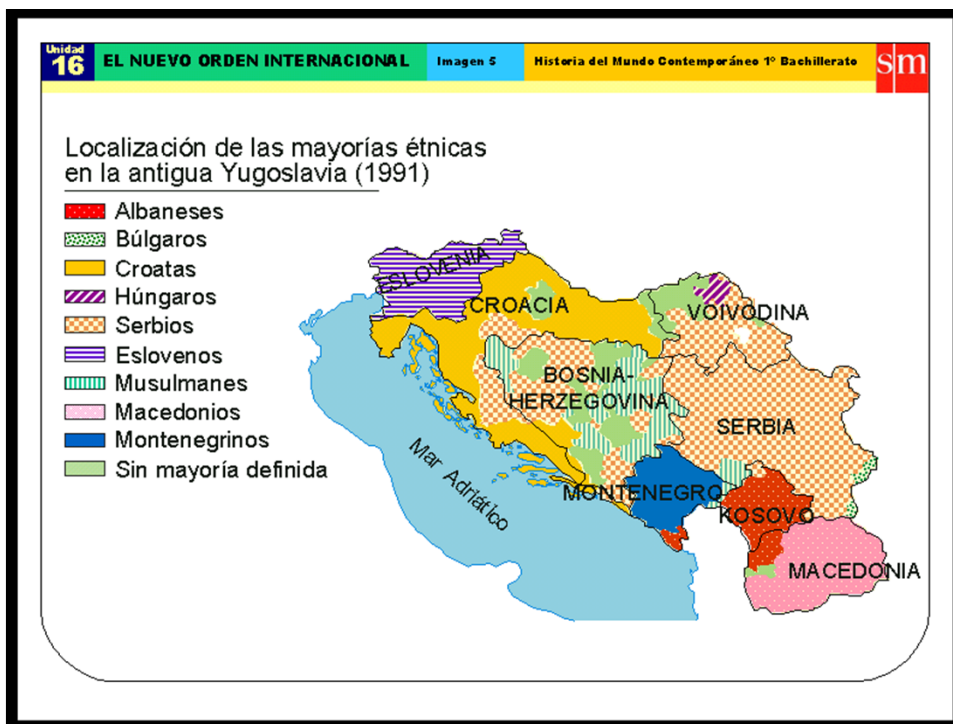 Unidad
16
EL NUEVO ORDEN INTERNACIONAL
Imagen 5
Historia del Mundo Contemporáneo 1º Bachillerato
sm
Localización de las mayorías étnicas
en la antigua Yugoslavia (1991)
Albaneses
Búlgaros
Croatas
Húngaros
Serbios
Eslovenos
Musulmanes
Macedonios
Montenegrinos
Sin mayoría definida
ESLOVENIA
CROACIA
VOIVODINA
BOSNIA-
HERZEGOVINA
SERBIA
Mar Adriático
MONTENEGRO
KOSOVO
MACEDONIA